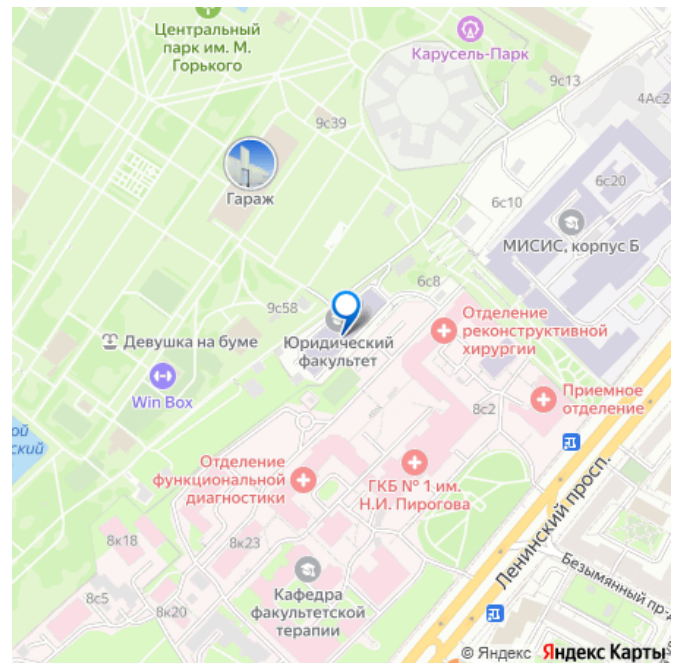 Центральный
парк им. М.
Горького
Карусель-Парк
9с13
4Ас2
9с39
Гараж
6с20
6с10
МИСИС, корпус Б
6с8
9с58
Отделение
реконструктивной
хирургии
Девушка на буме
Юридический
факультет
Win Box
Приемное
отделение
8с2
ой
ский
Отделение
функциональной
диагностики
ГКБ № 1 им.
Н.И. Пирогова
Ленинский просп.
8к18
8к23
Безымянный пр-д
Кафедра
факультетской
терапии
8с5
8к20
© Яндекс Яндекс Карты